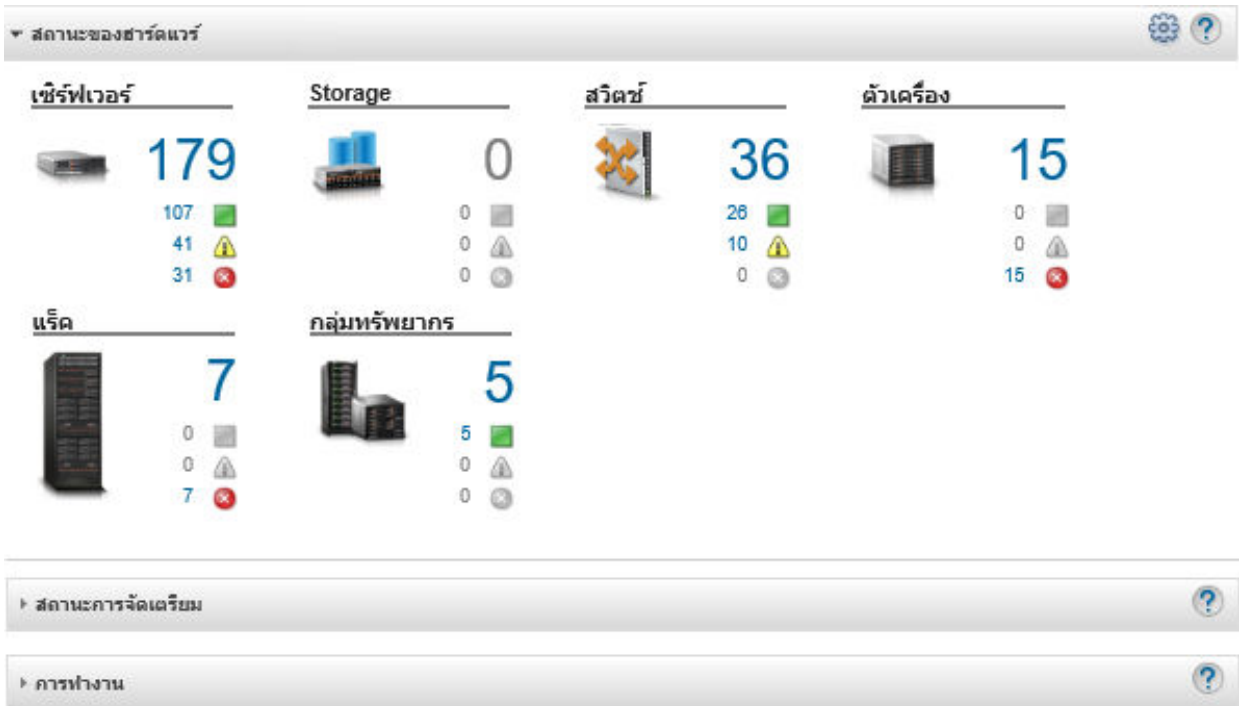 สถานะของฮาร์ดแวร์
เซิร์ฟเวอร์ Storage สวิตช์ ตัวเครื่อง
179 0 36 15
107 0 26 0
41 0 10 0
31 0 0 15
แร็ค กลุ่มทรัพยากร
7 5
0 5
0 0
7 0
สถานะการจัดเตรียม
การทำงาน